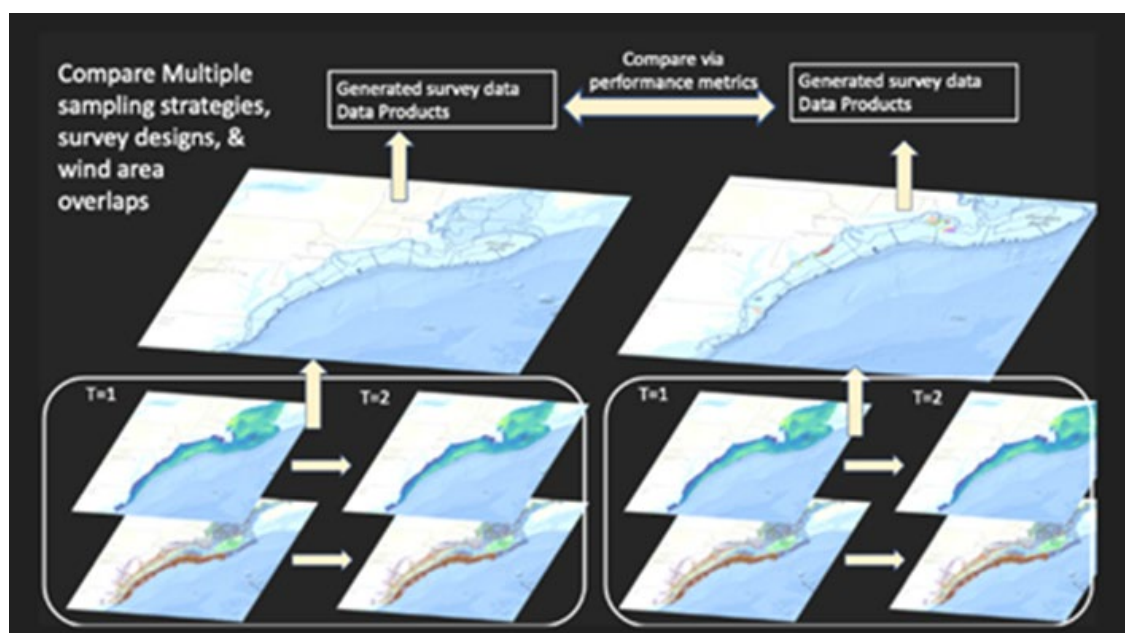 Compare Multiple
sampling strategies,
survey designs, &
wind area
overlaps
Generated survey data
Data Products
Compare via
performance metrics
Generated survey data
Data Products
T=1
T=2
T=1
T=2